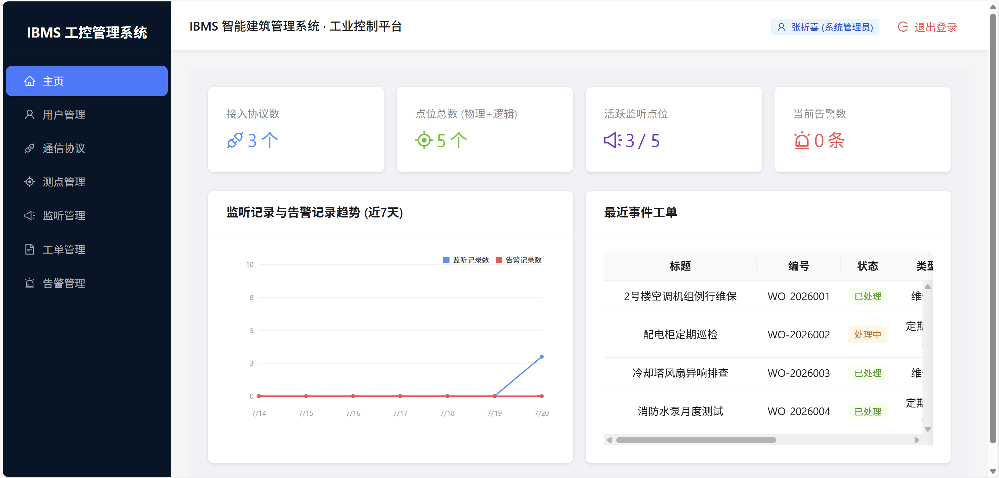 IBMS 工控管理系统
主页
用户管理
通信协议
测点管理
监听管理
工单管理
告警管理
IBMS 智能建筑管理系统 · 工业控制平台
张折喜 (系统管理员)
退出登录
接入协议数
3 个
点位总数 (物理+逻辑)
5 个
活跃监听点位
3 / 5
当前告警数
0 条
监听记录与告警记录趋势 (近7天)
监听记录数 告警记录数
10
8
5
3
0
7/14 7/15 7/16 7/17 7/18 7/19 7/20
最近事件工单
标题 编号 状态 类型
2号楼空调机组例行维保 WO-2026001 已处理 维
配电柜定期巡检 WO-2026002 处理中 定期
冷却塔风扇异响排查 WO-2026003 已处理 维
消防水泵月度测试 WO-2026004 已处理 定期